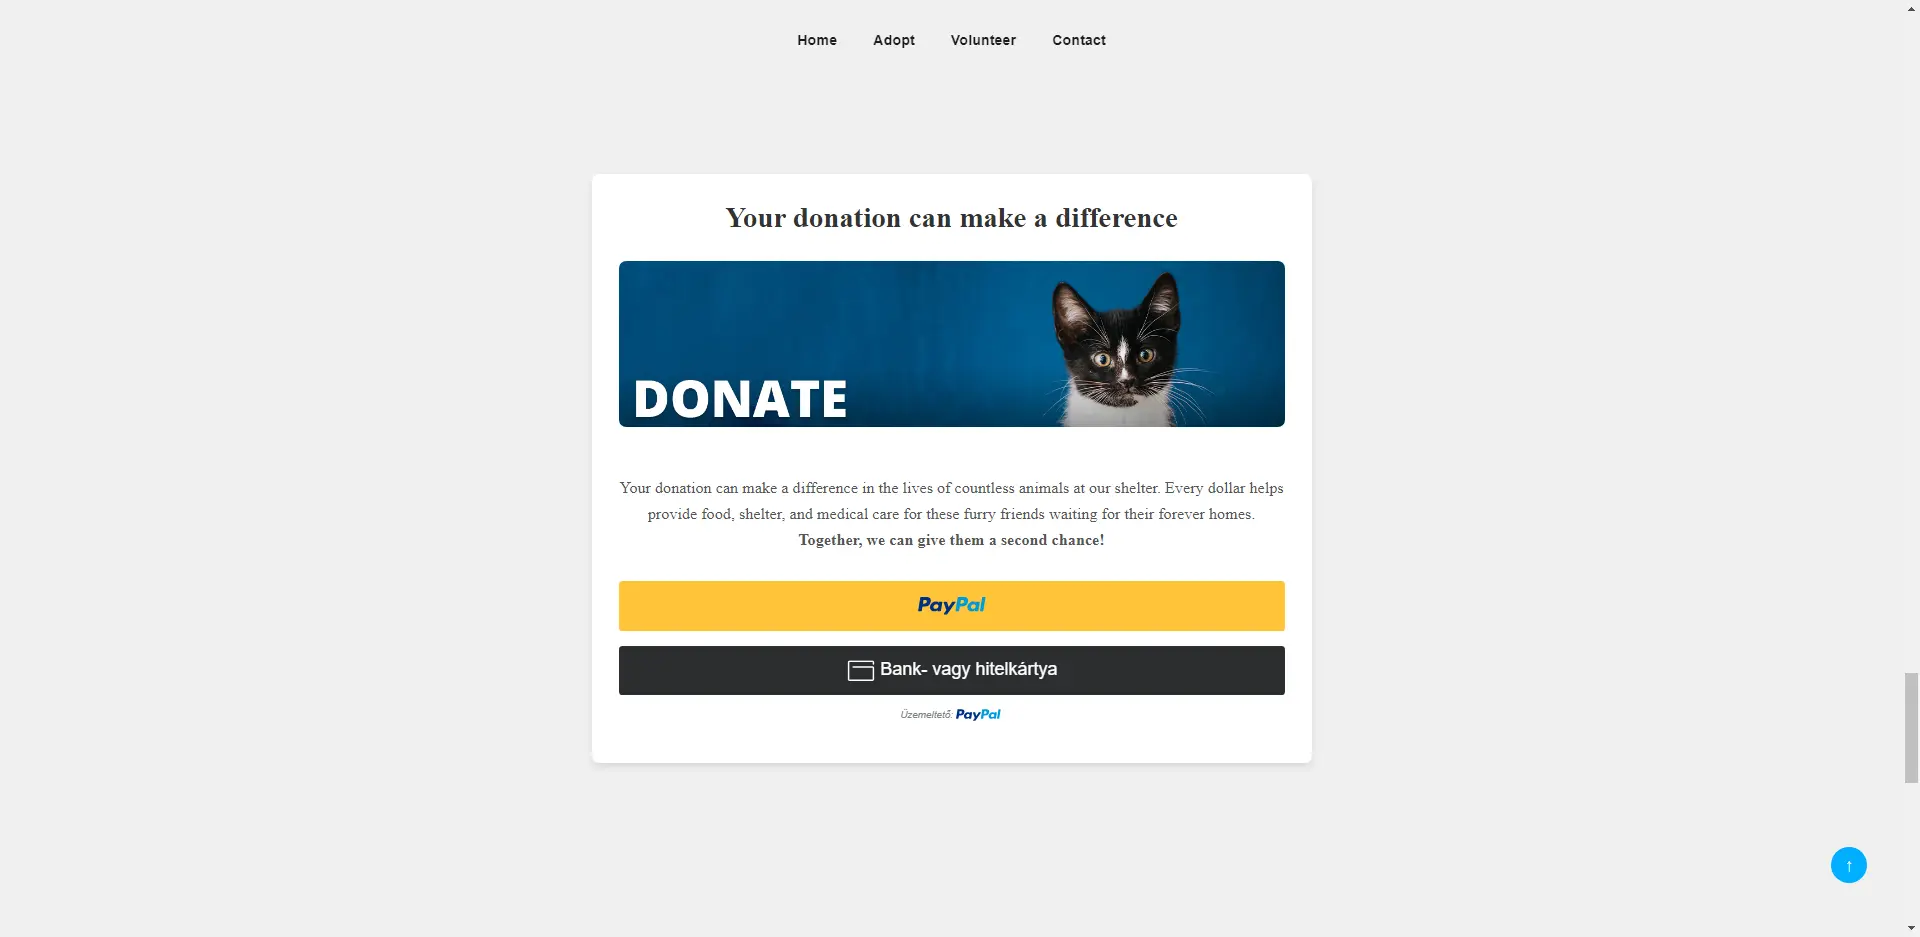 Home Adopt Volunteer Contact
Your donation can make a difference
DONATE
Your donation can make a difference in the lives of countless animals at our shelter. Every dollar helps
provide food, shelter, and medical care for these furry friends waiting for their forever homes.
Together, we can give them a second chance!
PayPal
Bank- vagy hitelkártya
Üzemeltető: PayPal
↑